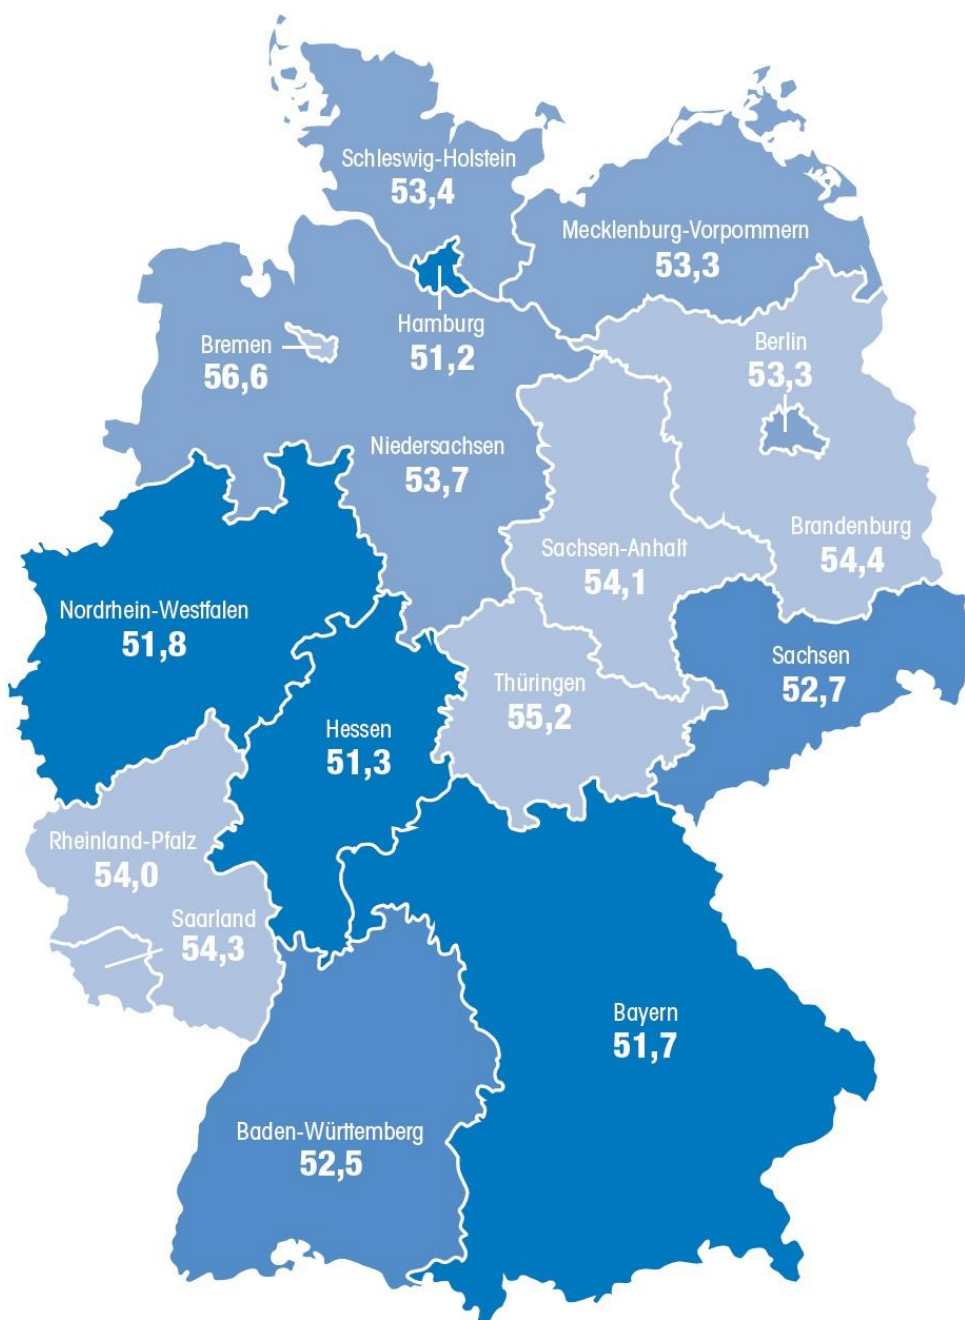 Schleswig-Holstein
53,4
Mecklenburg-Vorpommern
53,3
Hamburg
51,2
Bremen
56,6
Berlin
53,3
Niedersachsen
53,7
Brandenburg
54,4
Sachsen-Anhalt
54,1
Nordrhein-Westfalen
51,8
Sachsen
52,7
Thüringen
55,2
Hessen
51,3
Rheinland-Pfalz
54,0
Saarland
54,3
Bayern
51,7
Baden-Württemberg
52,5